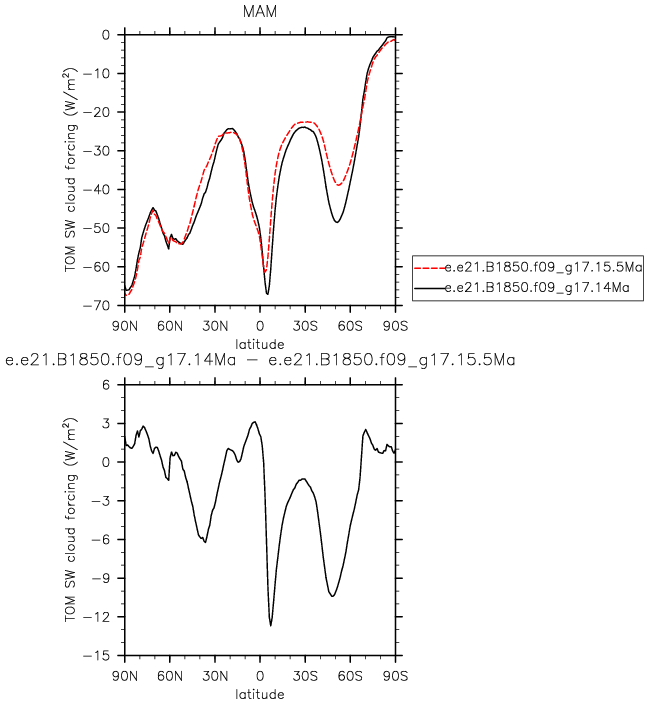 MAM
0
−10
−20
−30
−40
−50
−60
−70
TOM SW cloud forcing (W/m²)
90N 60N 30N 0 30S 60S 90S
latitude
e.e21.B1850.f09_g17.15.5Ma
e.e21.B1850.f09_g17.14Ma
e.e21.B1850.f09_g17.14Ma − e.e21.B1850.f09_g17.15.5Ma
6
3
0
−3
−6
−9
−12
−15
TOM SW cloud forcing (W/m²)
90N 60N 30N 0 30S 60S 90S
latitude